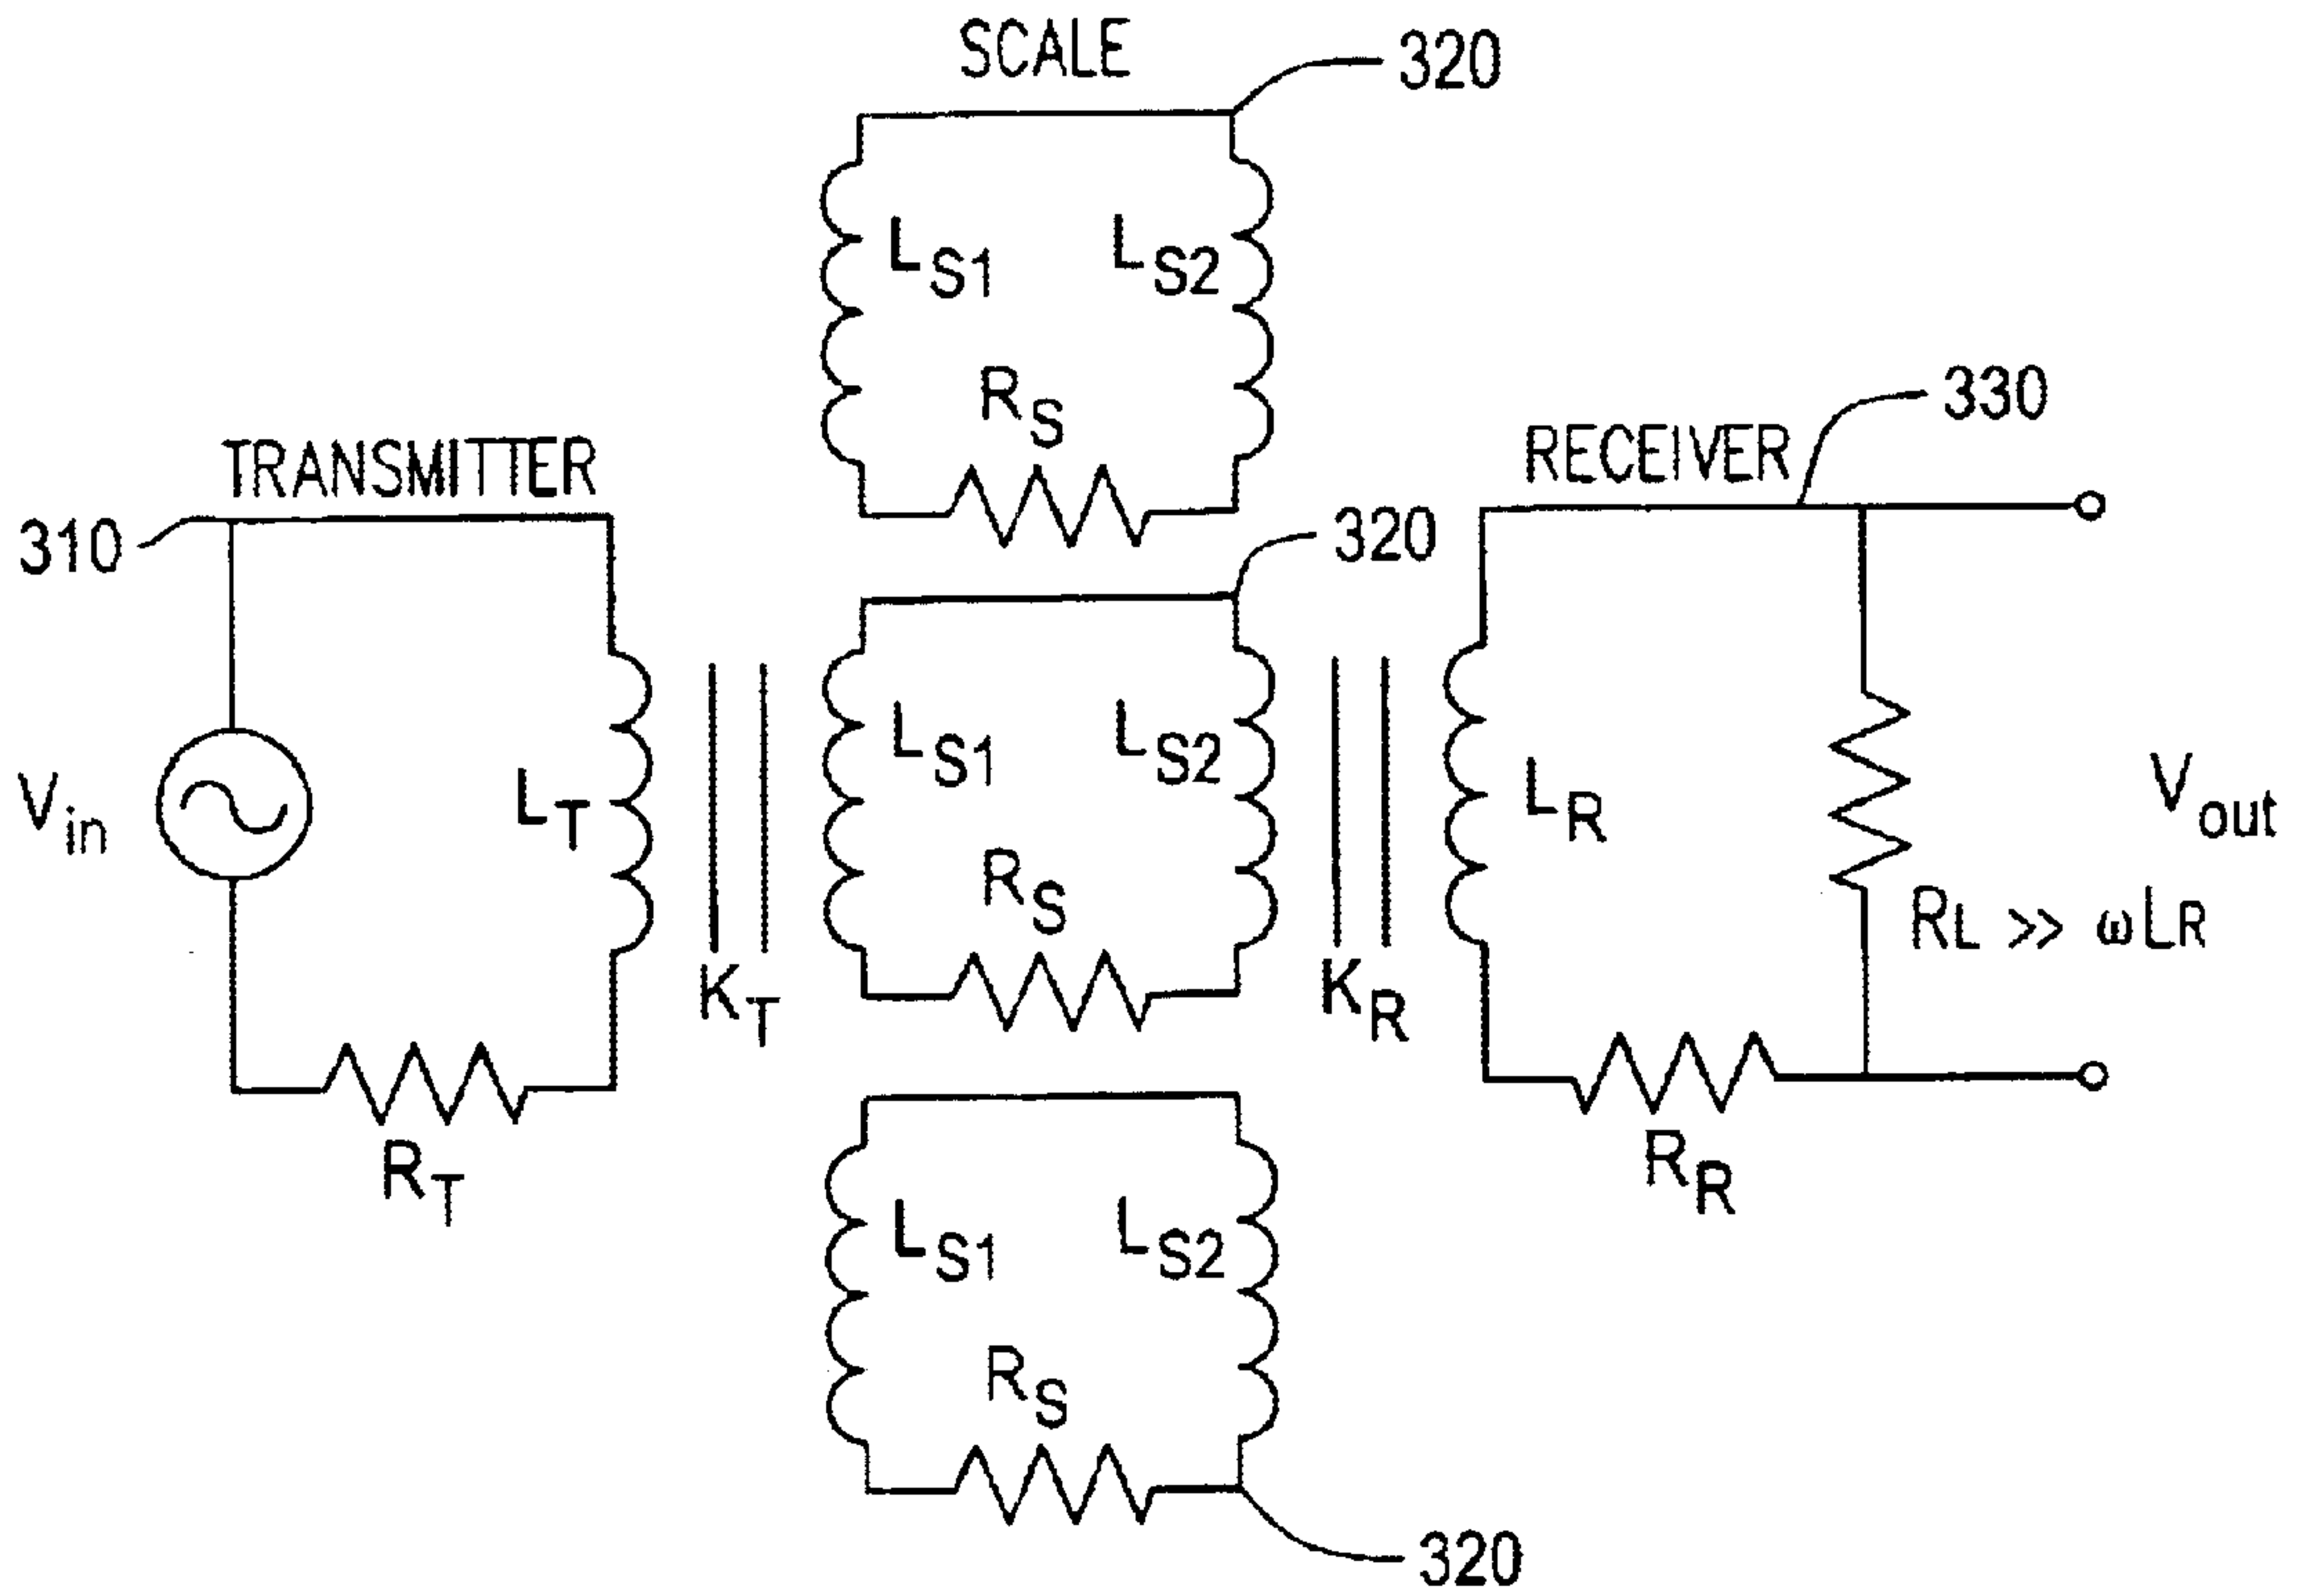 SCALE
320
L_S1
L_S2
R_S
TRANSMITTER
310
V_in
L_T
R_T
K_T
320
L_S1
L_S2
R_S
K_R
RECEIVER
330
L_R
R_R
R_L >> ωL_R
V_out
L_S1
L_S2
R_S
320